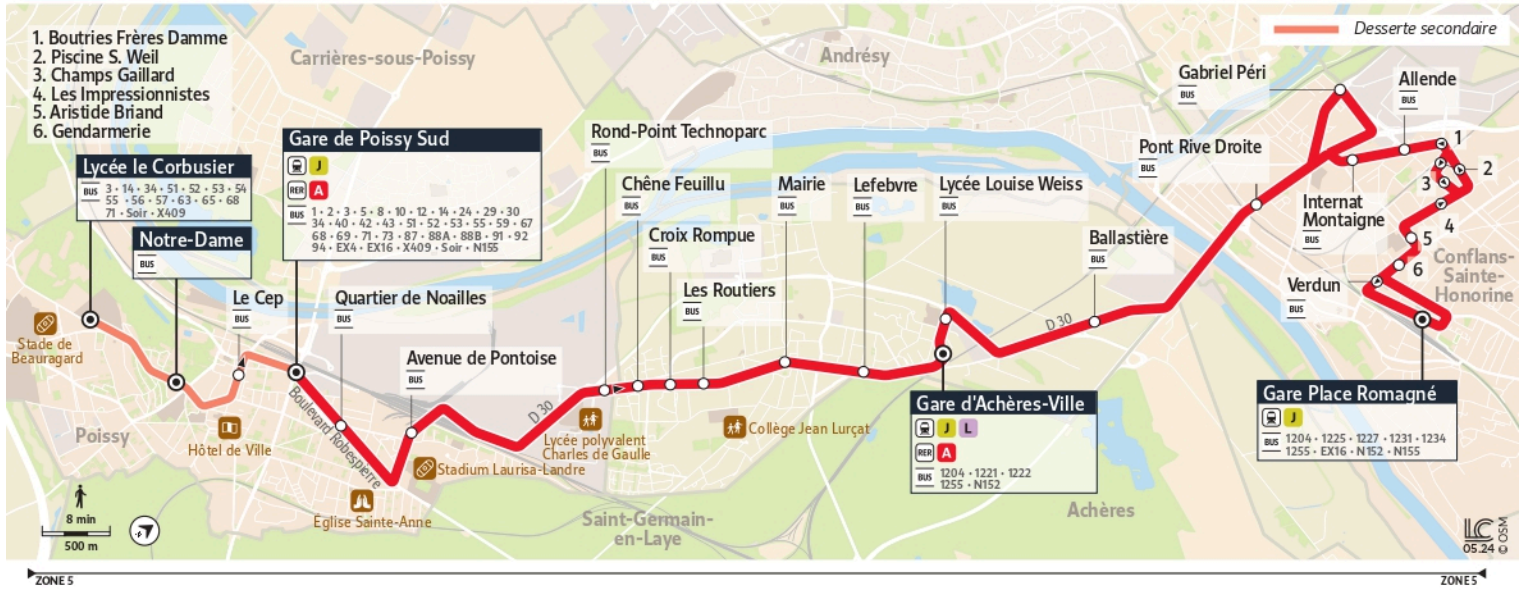 1. Boutries Frères Damme
2. Piscine S. Weil
3. Champs Gaillard
4. Les Impressionnistes
5. Aristide Briand
6. Gendarmerie
Desserte secondaire
Carrières-sous-Poissy
Andrésy
Gabriel Péri
BUS
Allende
BUS
Lycée le Corbusier
BUS 3 · 14 · 34 · 51 · 52 · 53 · 54
55 · 56 · 57 · 63 · 65 · 68
71 · Soir · X409
Gare de Poissy Sud
J
RER A
BUS 1 · 2 · 3 · 5 · 8 · 10 · 12 · 14 · 24 · 29 · 30
34 · 40 · 42 · 43 · 51 · 52 · 53 · 55 · 59 · 67
68 · 69 · 71 · 73 · 87 · 88A · 88B · 91 · 92
94 · EX4 · EX16 · X409 · Soir · N155
Notre-Dame
BUS
Le Cep
BUS
Quartier de Noailles
BUS
Avenue de Pontoise
BUS
Rond-Point Technoparc
BUS
Chêne Feuillu
BUS
Croix Rompue
BUS
Les Routiers
BUS
Mairie
BUS
Lefebvre
BUS
Lycée Louise Weiss
BUS
Ballastière
BUS
Pont Rive Droite
BUS
Internat
Montaigne
BUS
1
2
3
4
5
6
Verdun
BUS
Conflans-
Sainte-
Honorine
Stade de
Beauragard
Poissy
Hôtel de Ville
Boulevard Robespierre
Église Sainte-Anne
Stadium Laurisa-Landre
D 30
Lycée polyvalent
Charles de Gaulle
Collège Jean Lurçat
D 30
Gare d'Achères-Ville
J L
RER A
BUS 1204 · 1221 · 1222
1255 · N152
Gare Place Romagné
J
BUS 1204 · 1225 · 1227 · 1231 · 1234
1255 · EX16 · N152 · N155
Saint-Germain-
en-Laye
Achères
8 min
500 m
LC
05.24
© OSM
ZONE 5
ZONE 5